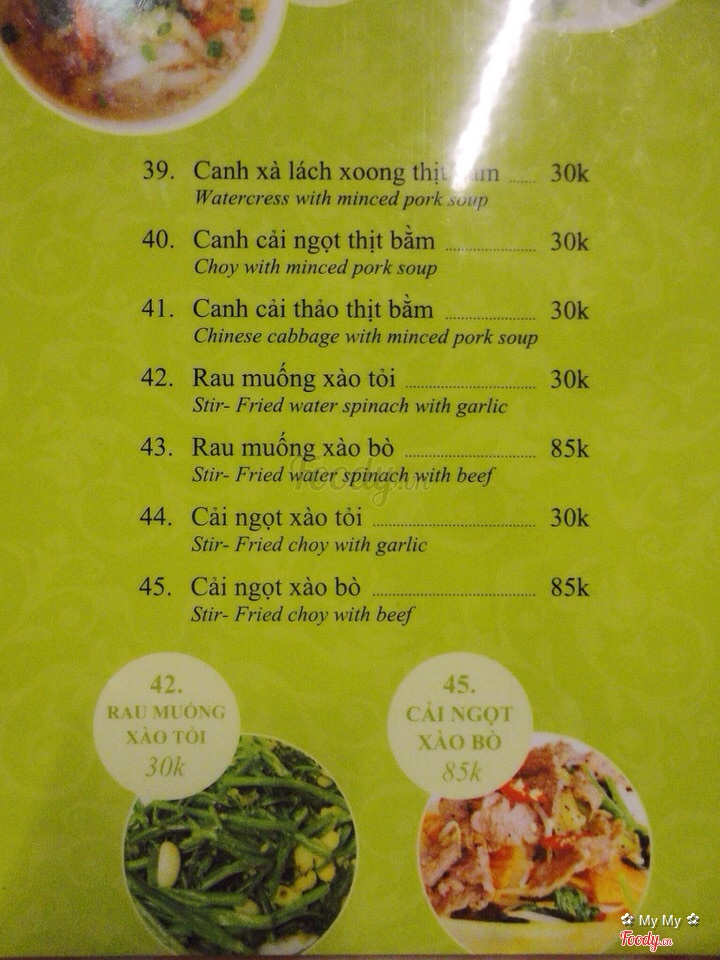 39. Canh xà lách xoong thịt ..... 30k
Watercress with minced pork soup
40. Canh cải ngọt thịt bằm ..... 30k
Choy with minced pork soup
41. Canh cải thảo thịt bằm ..... 30k
Chinese cabbage with minced pork soup
42. Rau muống xào tỏi ..... 30k
Stir- Fried water spinach with garlic
43. Rau muống xào bò ..... 85k
Stir- Fried water spinach with beef
Foody.vn
44. Cải ngọt xào tỏi ..... 30k
Stir- Fried choy with garlic
45. Cải ngọt xào bò ..... 85k
Stir- Fried choy with beef
42.
RAU MUỐNG
XÀO TỎI
30k
45.
CẢI NGỌT
XÀO BÒ
85k
✿ My My ✿
Foody.vn